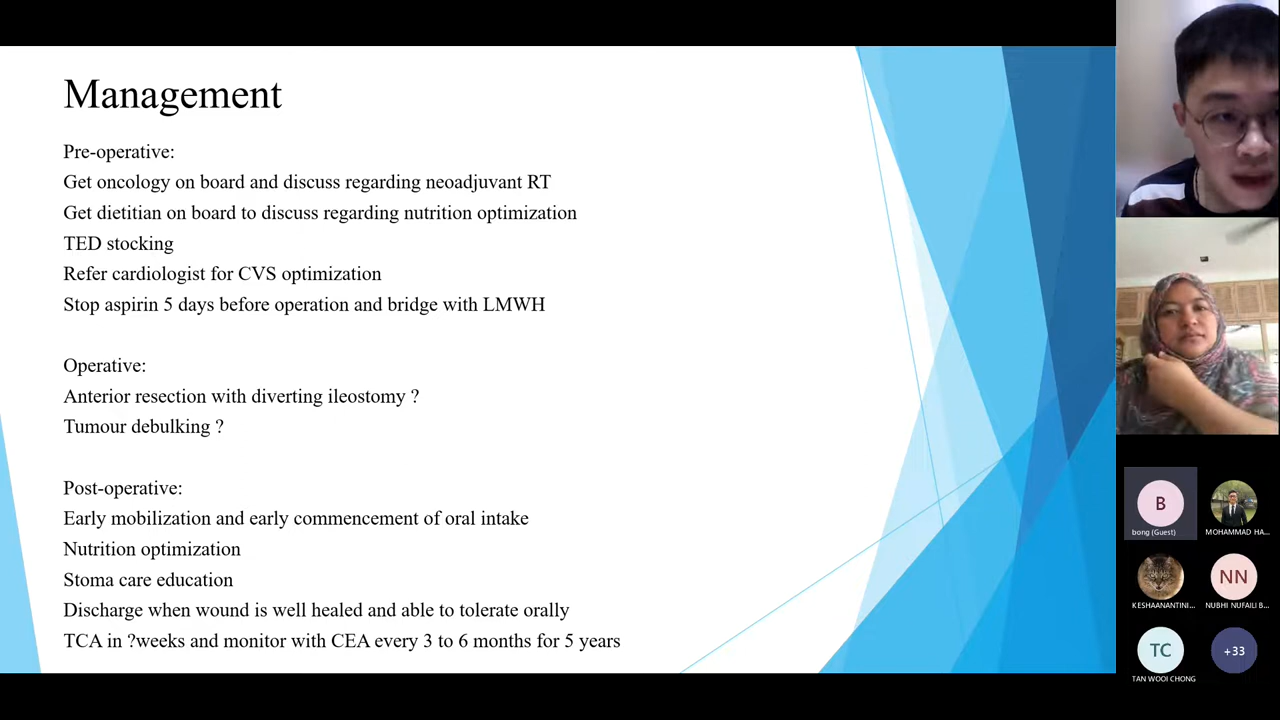 Management
Pre-operative:
Get oncology on board and discuss regarding neoadjuvant RT
Get dietitian on board to discuss regarding nutrition optimization
TED stocking
Refer cardiologist for CVS optimization
Stop aspirin 5 days before operation and bridge with LMWH
Operative:
Anterior resection with diverting ileostomy ?
Tumour debulking ?
Post-operative:
Early mobilization and early commencement of oral intake
Nutrition optimization
Stoma care education
Discharge when wound is well healed and able to tolerate orally
TCA in ?weeks and monitor with CEA every 3 to 6 months for 5 years
B
bong (Guest)
MOHAMMAD HA...
KESHAANANTINI...
NN
NUBHI NUFAILI B...
TC
TAN WOOI CHONG
+33